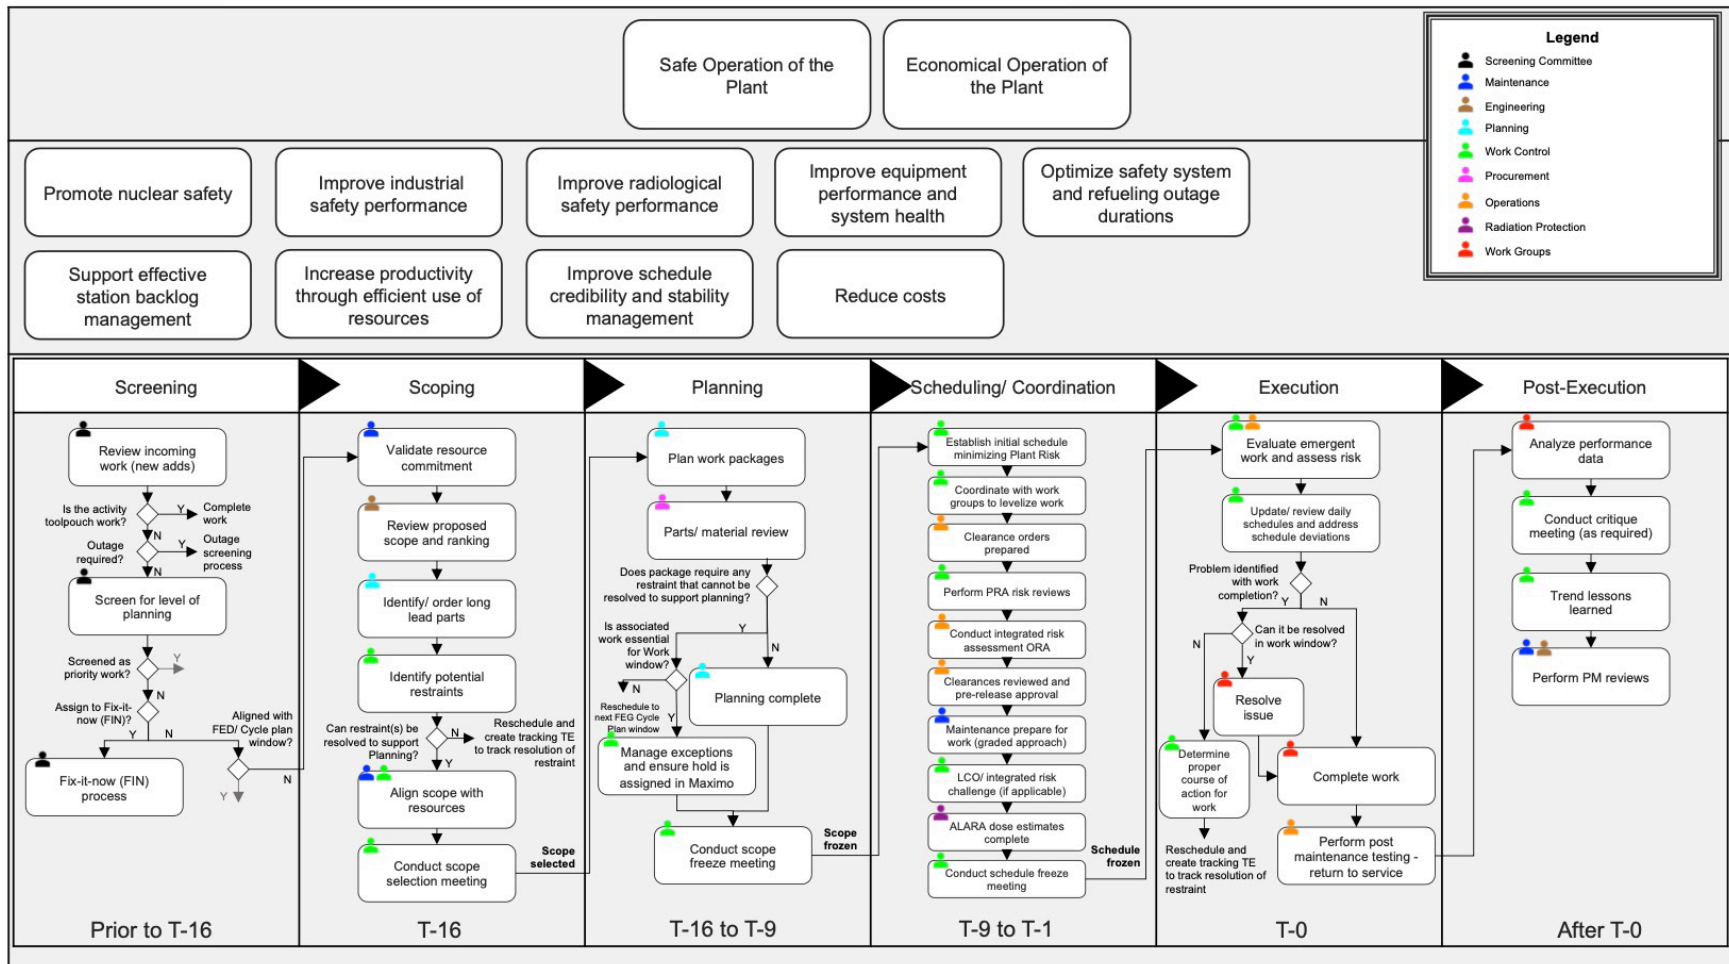 Safe Operation of the
Plant
Economical Operation of
the Plant
Legend
Screening Committee
Maintenance
Engineering
Planning
Work Control
Procurement
Operations
Radiation Protection
Work Groups
Promote nuclear safety
Improve industrial
safety performance
Improve radiological
safety performance
Improve equipment
performance and
system health
Optimize safety system
and refueling outage
durations
Support effective
station backlog
management
Increase productivity
through efficient use of
resources
Improve schedule
credibility and stability
management
Reduce costs
Screening
Scoping
Planning
Scheduling/ Coordination
Execution
Post-Execution
Review incoming
work (new adds)
Is the activity
toolpouch work?
Y
Complete
work
N
Outage
required?
Y
Outage
screening
process
N
Screen for level of
planning
Screened as
priority work?
Y
N
Assign to Fix-it-
now (FIN)?
Y
N
Aligned with
FED/ Cycle plan
window?
N
Y
Fix-it-now (FIN)
process
Prior to T-16
Validate resource
commitment
Review proposed
scope and ranking
Identify/ order long
lead parts
Identify potential
restraints
Can restraint(s) be
resolved to support
Planning?
N
Reschedule and
create tracking TE
to track resolution of
restraint
Y
Align scope with
resources
Conduct scope
selection meeting
Scope
selected
T-16
Plan work packages
Parts/ material review
Does package require any
restraint that cannot be
resolved to support planning?
Y
N
Is associated
work essential
for Work
window?
N
Reschedule to
next FEG Cycle
Plan window
Y
Planning complete
Manage exceptions
and ensure hold is
assigned in Maximo
Conduct scope
freeze meeting
Scope
frozen
T-16 to T-9
Establish initial schedule
minimizing Plant Risk
Coordinate with work
groups to levelize work
Clearance orders
prepared
Perform PRA risk reviews
Conduct integrated risk
assessment ORA
Clearances reviewed and
pre-release approval
Maintenance prepare for
work (graded approach)
LCO/ integrated risk
challenge (if applicable)
ALARA dose estimates
complete
Conduct schedule freeze
meeting
Schedule
frozen
T-9 to T-1
Evaluate emergent
work and assess risk
Update/ review daily
schedules and address
schedule deviations
Problem identified
with work
completion?
Y
N
Can it be resolved
in work window?
N
Y
Resolve
issue
Determine
proper
course of
action for
work
Complete work
Reschedule and
create tracking TE
to track resolution of
restraint
Perform post
maintenance testing -
return to service
T-0
Analyze performance
data
Conduct critique
meeting (as required)
Trend lessons
learned
Perform PM reviews
After T-0